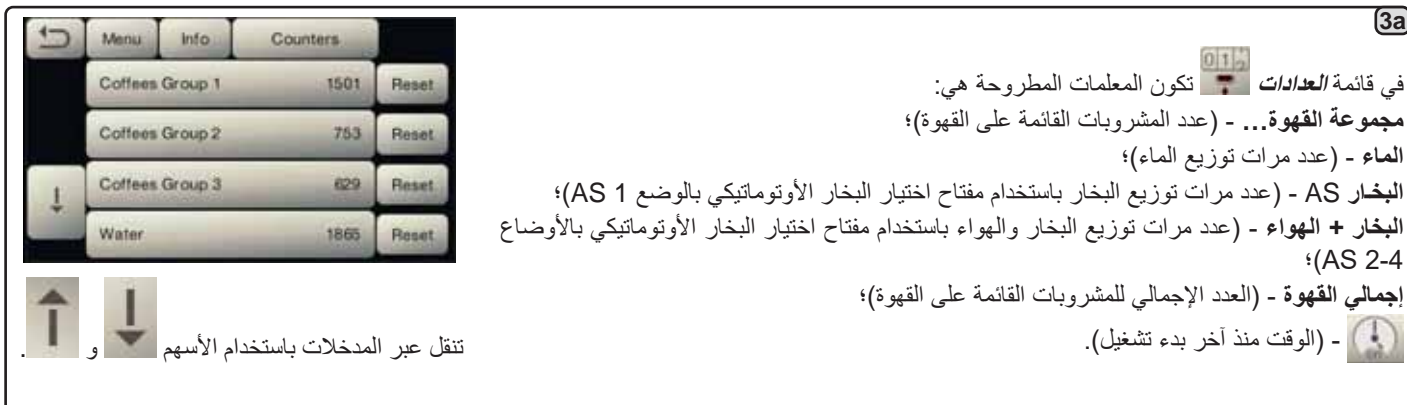 3a
في قائمة العدادات تكون المعلمات المطروحة هي:
مجموعة القهوة... - (عدد المشروبات القائمة على القهوة)؛
الماء - (عدد مرات توزيع الماء)؛
البخار AS - (عدد مرات توزيع البخار باستخدام مفتاح اختيار البخار الأوتوماتيكي بالوضع AS 1)؛
البخار + الهواء - (عدد مرات توزيع البخار والهواء باستخدام مفتاح اختيار البخار الأوتوماتيكي بالأوضاع
AS 2-4)؛
إجمالي القهوة - (العدد الإجمالي للمشروبات القائمة على القهوة)؛
- (الوقت منذ آخر بدء تشغيل).
Menu Info Counters
Coffees Group 1 1501 Reset
Coffees Group 2 753 Reset
Coffees Group 3 629 Reset
Water 1865 Reset
تنقل عبر المدخلات باستخدام الأسهم و .